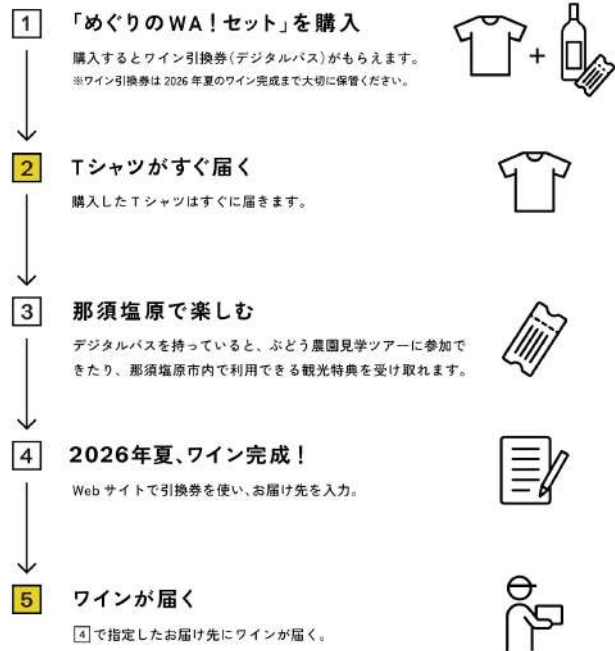 1 「めぐりのWA！セット」を購入
購入するとワイン引換券(デジタルパス)がもらえます。
※ワイン引換券は2026年夏のワイン完成まで大切に保管ください。
2 Tシャツがすぐ届く
購入したTシャツはすぐに届きます。
3 那須塩原で楽しむ
デジタルパスを持っていると、ぶどう農園見学ツアーに参加で
きたり、那須塩原市内で利用できる観光特典を受け取れます。
4 2026年夏、ワイン完成！
Webサイトで引換券を使い、お届け先を入力。
5 ワインが届く
4で指定したお届け先にワインが届く。